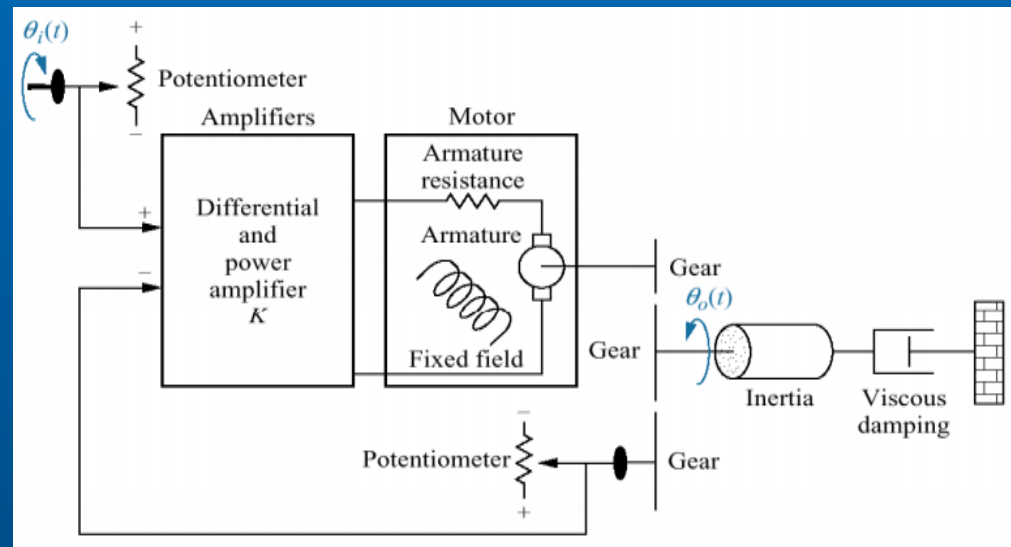 θi(t)
+
Potentiometer
−
Amplifiers
Motor
Armature
resistance
+
Differential
and
power
amplifier
K
−
Armature
Fixed field
Gear
θo(t)
Gear
Inertia
Viscous
damping
−
Potentiometer
+
Gear